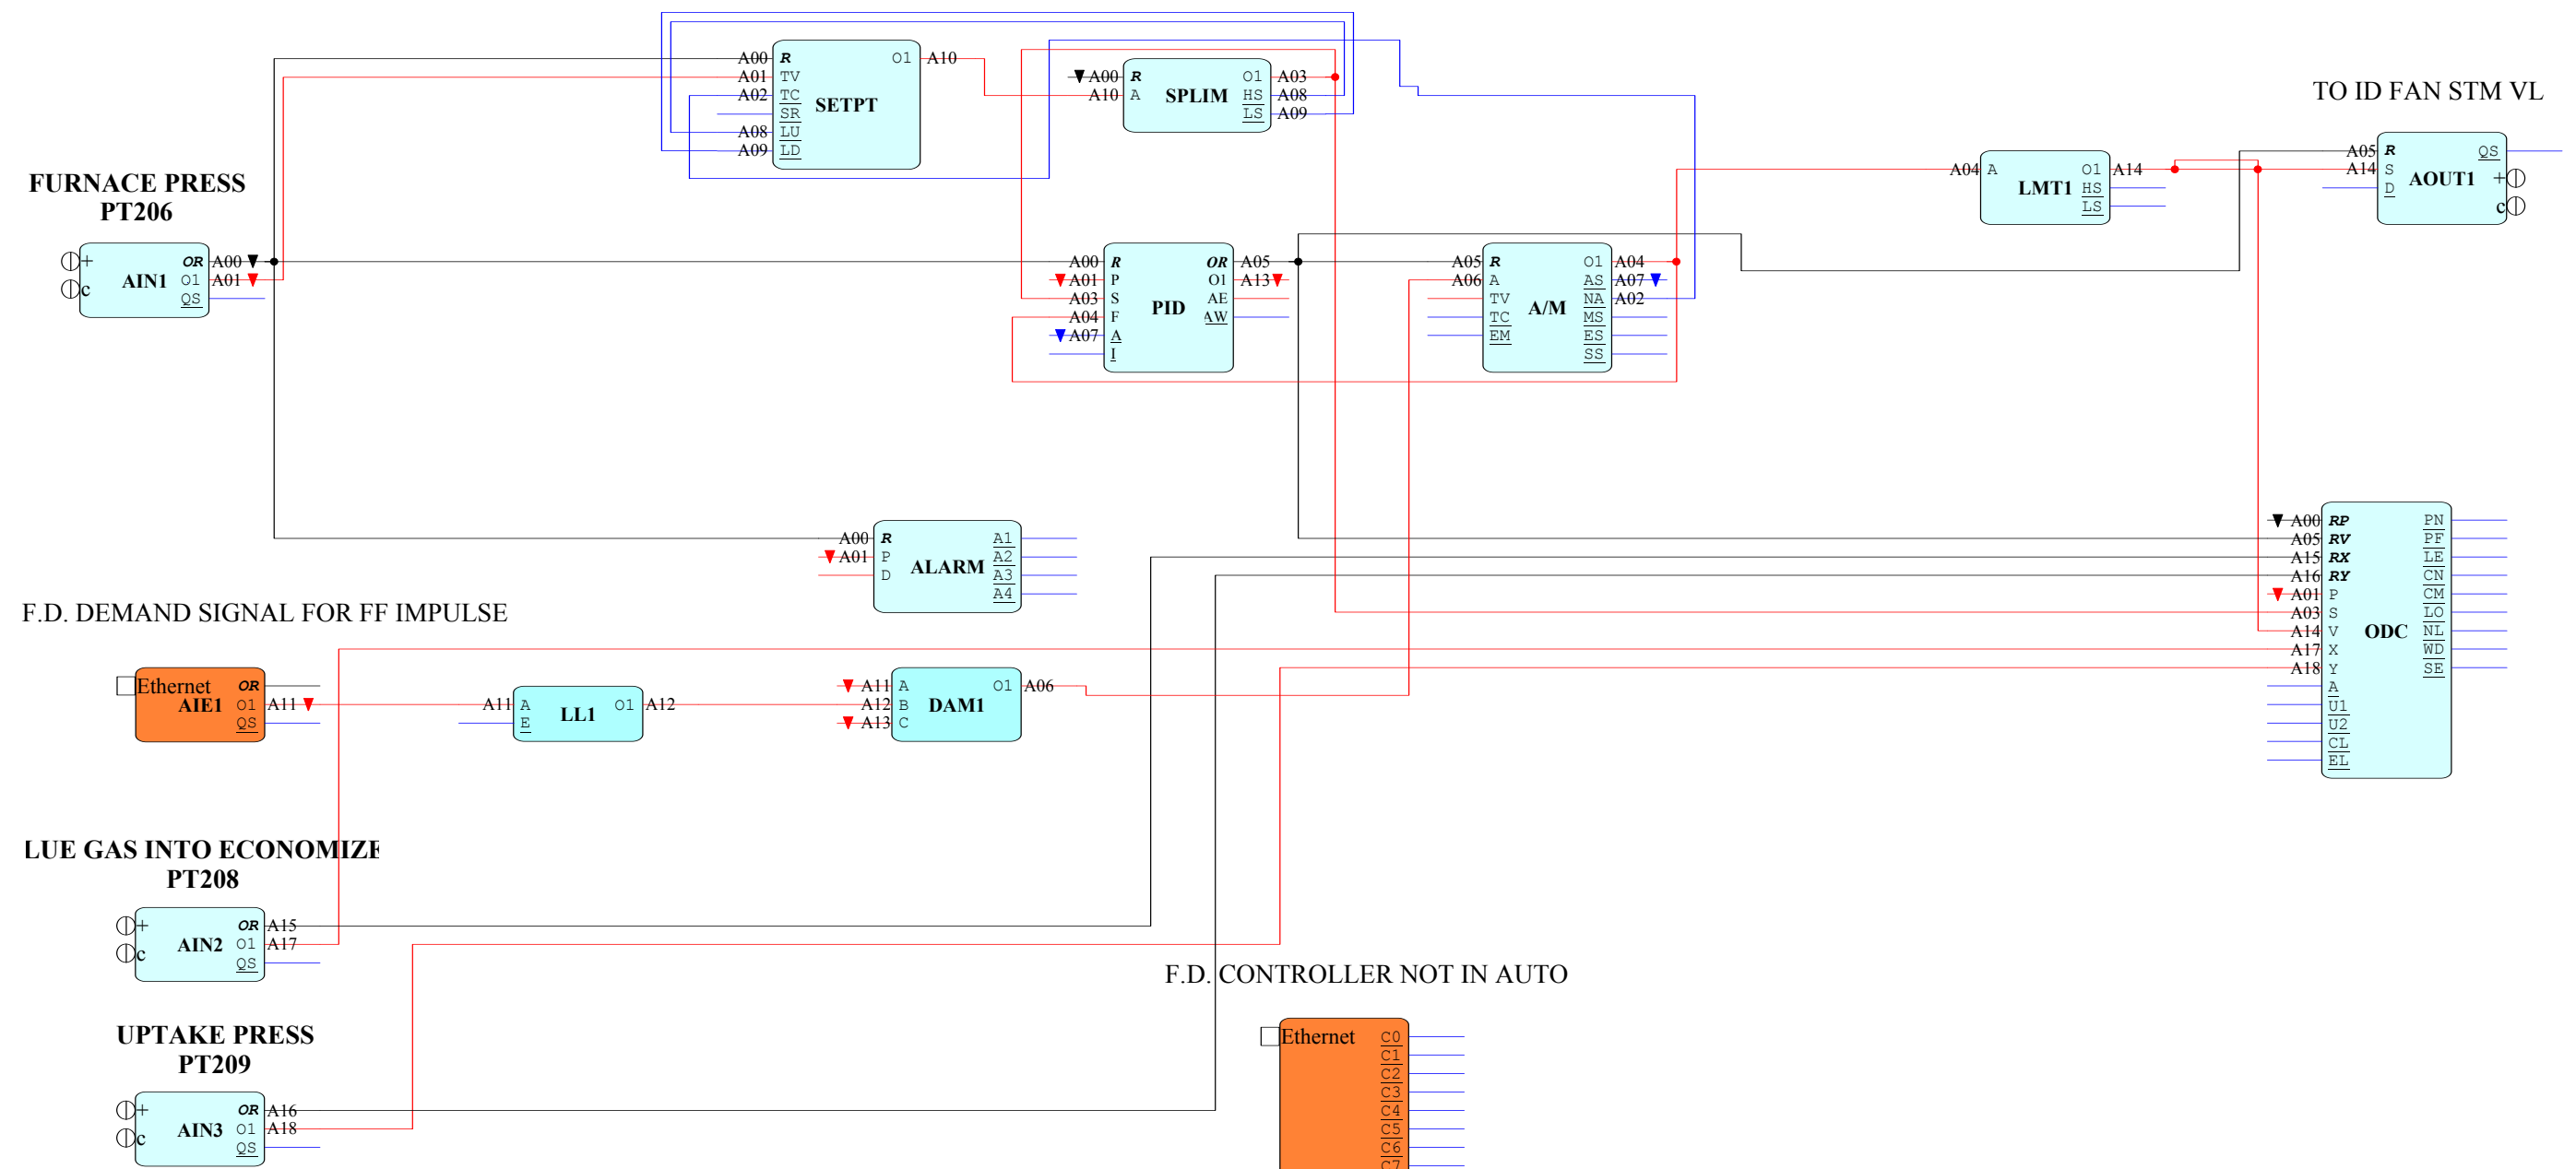 TO ID FAN STM VL
A00 R O1 A10
A01 TV
A02 TC
SETPT
SR
A08 LU
A09 LD
A00 R O1 A03
A10 A SPLIM HS A08
LS A09
A04 A O1 A14
LMT1 HS
LS
A05 R QS
A14 S AOUT1 +
D c
FURNACE PRESS
PT206
+ OR A00
AIN1 O1 A01
c QS
A00 R OR A05
A01 P O1 A13
A03 S AE
PID
A04 F AW
A07 A
I
A05 R O1 A04
A06 A AS A07
TV NA A02
A/M
TC MS
EM ES
SS
A00 R A1
A01 P A2
ALARM
D A3
A4
A00 RP PN
A05 RV PF
A15 RX LE
A16 RY CN
A01 P CM
A03 S LO
A14 V ODC NL
A17 X WD
A18 Y SE
A
U1
U2
CL
EL
F.D. DEMAND SIGNAL FOR FF IMPULSE
Ethernet OR
AIE1 O1 A11
QS
A11 A O1 A12
LL1
E
A11 A O1 A06
A12 B DAM1
A13 C
LUE GAS INTO ECONOMIZE
PT208
+ OR A15
AIN2 O1 A17
c QS
F.D. CONTROLLER NOT IN AUTO
UPTAKE PRESS
PT209
+ OR A16
AIN3 O1 A18
c QS
Ethernet C0
C1
C2
C3
C4
C5
C6
C7